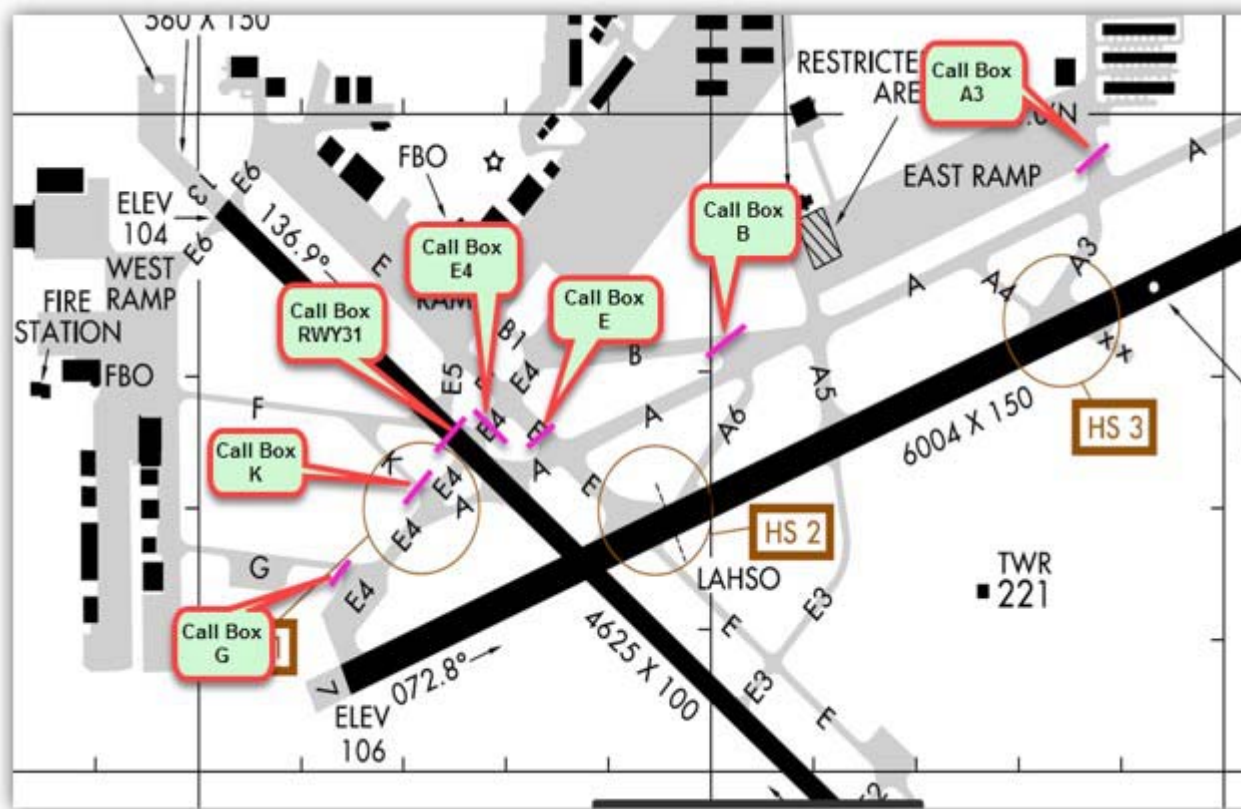 580 X 150
RESTRICTE
ARE
Call Box
A3
FBO
E6
13
ELEV
104
E6
136.9°
E
Call Box
E4
Call Box
B
EAST RAMP
A
WEST
RAMP
FIRE
STATION
FBO
Call Box
RWY31
Call Box
E
B1
B
A
A4
A3
E5
E4
F
E4
E
A
A6
A5
6004 X 150
HS 3
Call Box
K
K
E4
A
A
E
E4
HS 2
G
E4
LAHSO
TWR
221
Call Box
G
7
072.8°
ELEV
106
4625 X 100
E
E3
E3
E